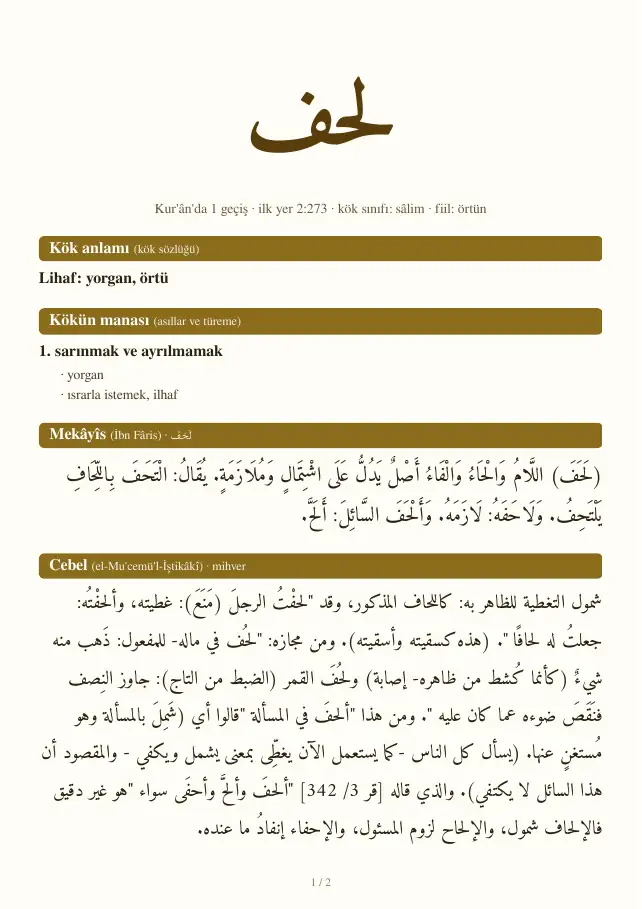 لحف
Kur'ân'da 1 geçiş · ilk yer 2:273 · kök sınıfı: sâlim · fiil: örtün
Kök anlamı (kök sözlüğü)
Lihaf: yorgan, örtü
Kökün manası (asıllar ve türeme)
1. sarınmak ve ayrılmamak
· yorgan
· ısrarla istemek, ilhaf
Mekâyîs (İbn Fâris) · لَحَفَ
(لَحَفَ) اللَّامُ وَالْحَاءُ وَالْفَاءُ أَصْلٌ يَدُلُّ عَلَى اشْتِمَالٍ وَمُلَازَمَةٍ. يُقَالُ: الْتَحَفَ بِاللِّحَافِ
يَلْتَحِفُ. وَلَاحَفَهُ: لَازَمَهُ. وَأَلْحَفَ السَّائِلَ: أَلَحَّ.
Cebel (el-Mu'cemü'l-İştikâkî) · mihver
شمول التغطية للظاهر به: كاللحاف المذكور، وقد "لحفْتُ الرجلَ (مَنَعَ): غطيته، وألحفْتُه:
جعلتُ له لحافًا". (هذه كسقيته وأسقيته). ومن مجازه: "لُحِف في ماله- للمفعول: ذَهب منه
شيءٌ (كأنما كُشط من ظاهره- إصابة) ولُحُفَ القمر (الضبط من التاج): جاوز النِصف
فنَقَصَ ضوءه عما كان عليه". ومن هذا "ألحفَ في المسألة "قالوا أي (شَمِلَ بالمسألة وهو
مُستغنٍ عنها. (يسأل كل الناس -كما يستعمل الآن يغطِّى بمعنى يشمل ويكفي - والمقصود أن
هذا السائل لا يكتفي). والذي قاله [قر 3/ 342] "ألحفَ وألحَّ وأحفَى سواء "هو غير دقيق
فالإلحاف شمول، والإلحاح لزوم المسئول، والإحفاء إنفادُ ما عنده.
1 / 2